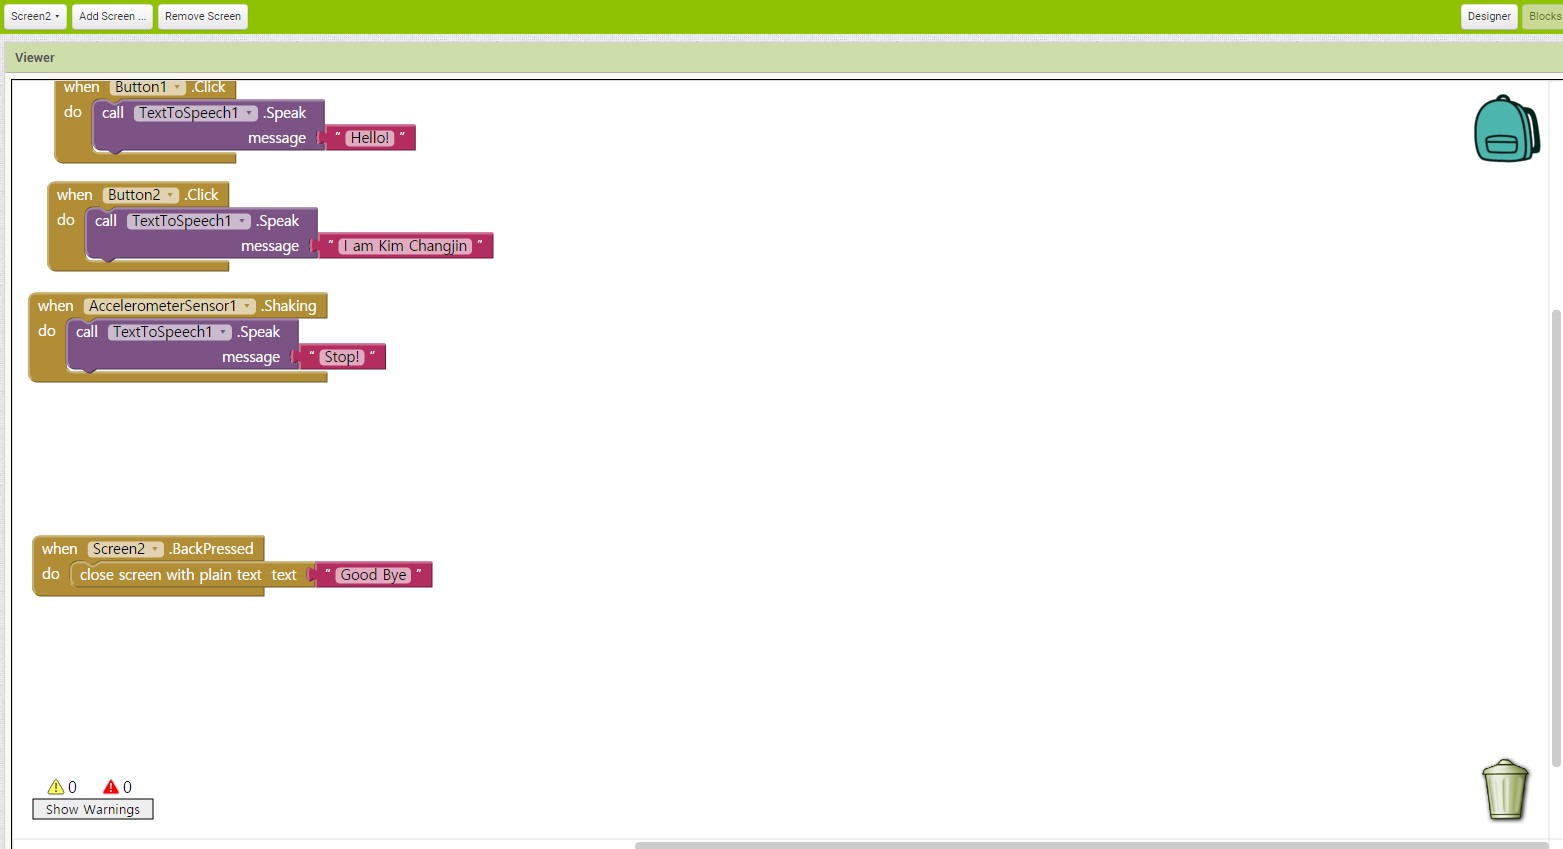 Screen2 Add Screen ... Remove Screen Designer Blocks
Viewer
when Button1 .Click
do call TextToSpeech1 .Speak
message " Hello! "
when Button2 .Click
do call TextToSpeech1 .Speak
message " I am Kim Changjin "
when AccelerometerSensor1 .Shaking
do call TextToSpeech1 .Speak
message " Stop! "
when Screen2 .BackPressed
do close screen with plain text text " Good Bye "
0 0
Show Warnings